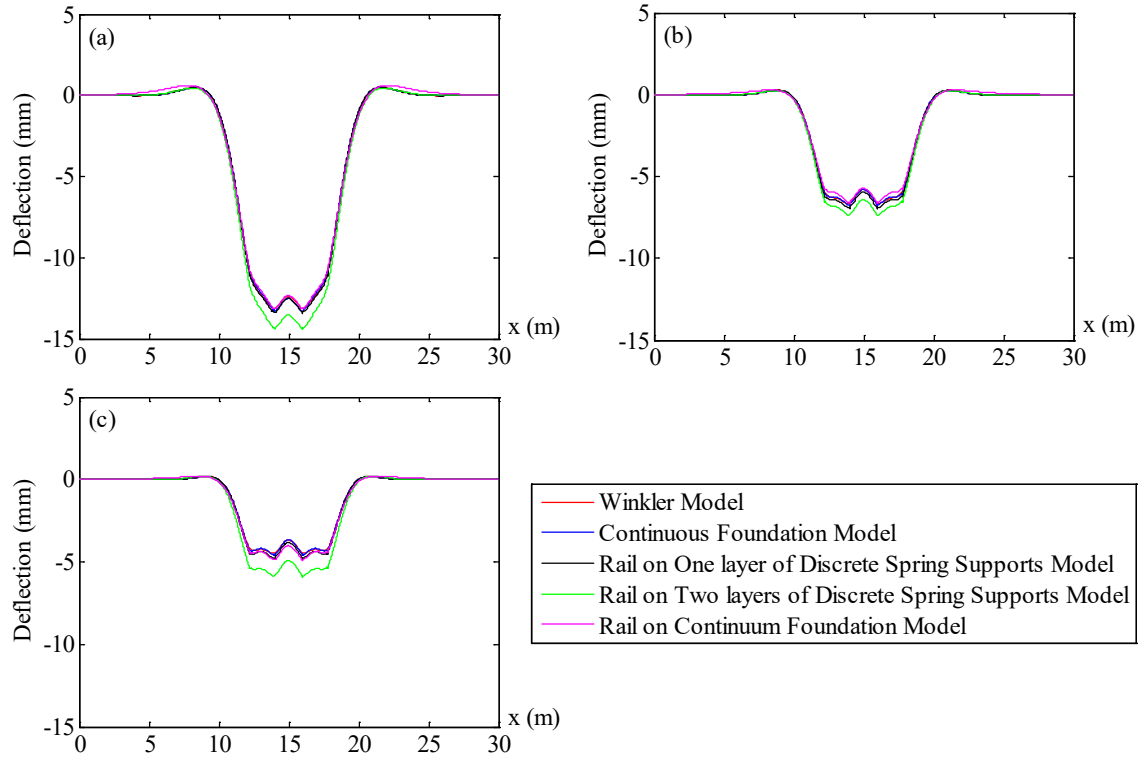 (a)
5
0
-5
-10
-15
Deflection (mm)
0 5 10 15 20 25 30
x (m)
(b)
5
0
-5
-10
-15
Deflection (mm)
0 5 10 15 20 25 30
x (m)
(c)
5
0
-5
-10
-15
Deflection (mm)
0 5 10 15 20 25 30
x (m)
Winkler Model
Continuous Foundation Model
Rail on One layer of Discrete Spring Supports Model
Rail on Two layers of Discrete Spring Supports Model
Rail on Continuum Foundation Model